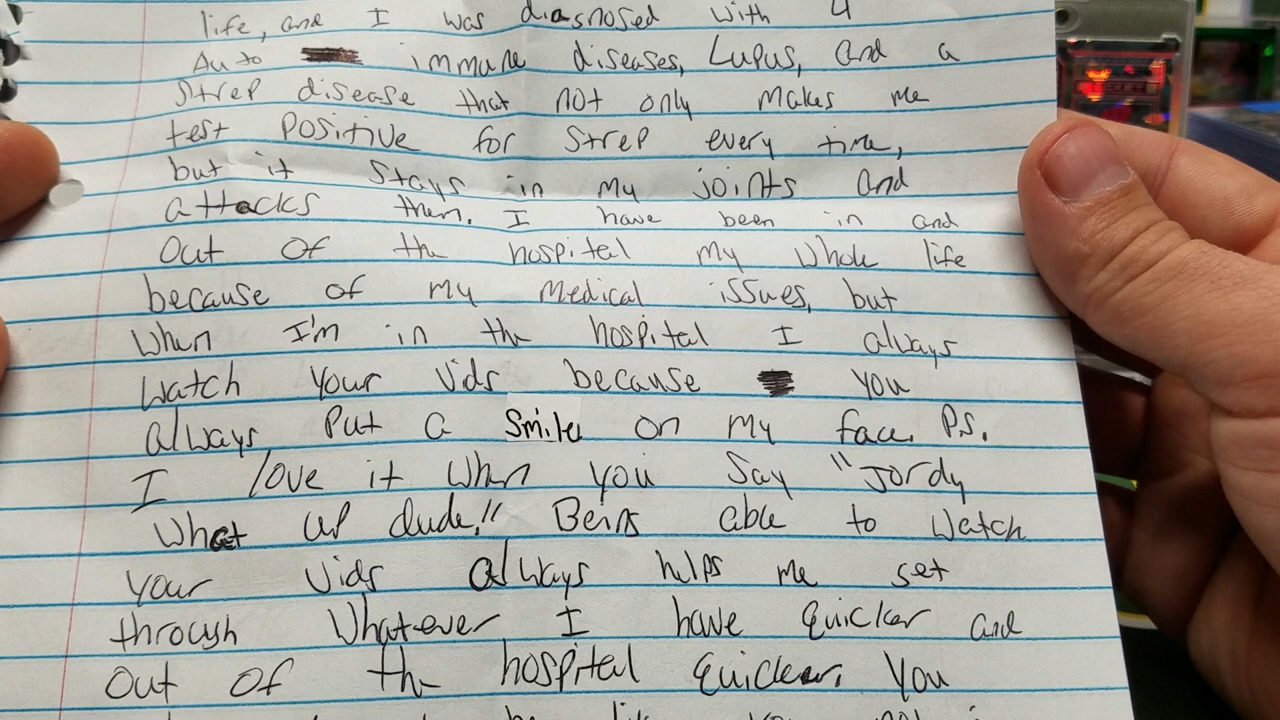 life, and I was diagnosed with 4
Auto immune diseases, Lupus, and a
Strep disease that not only makes me
test positive for strep every time,
but it stays in my joints and
attacks them. I have been in and
out of the hospital my whole life
because of my medical issues, but
when I'm in the hospital I always
watch your vids because you
always put a smile on my face. P.S.
I love it when you say "Jordy
what up dude!" Being able to watch
your vids always helps me get
through whatever I have quicker and
out of the hospital quicker. You